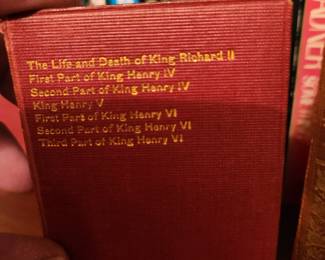 The Life and Death of King Richard II
First Part of King Henry IV
Second Part of King Henry IV
King Henry V
First Part of King Henry VI
Second Part of King Henry VI
Third Part of King Henry VI